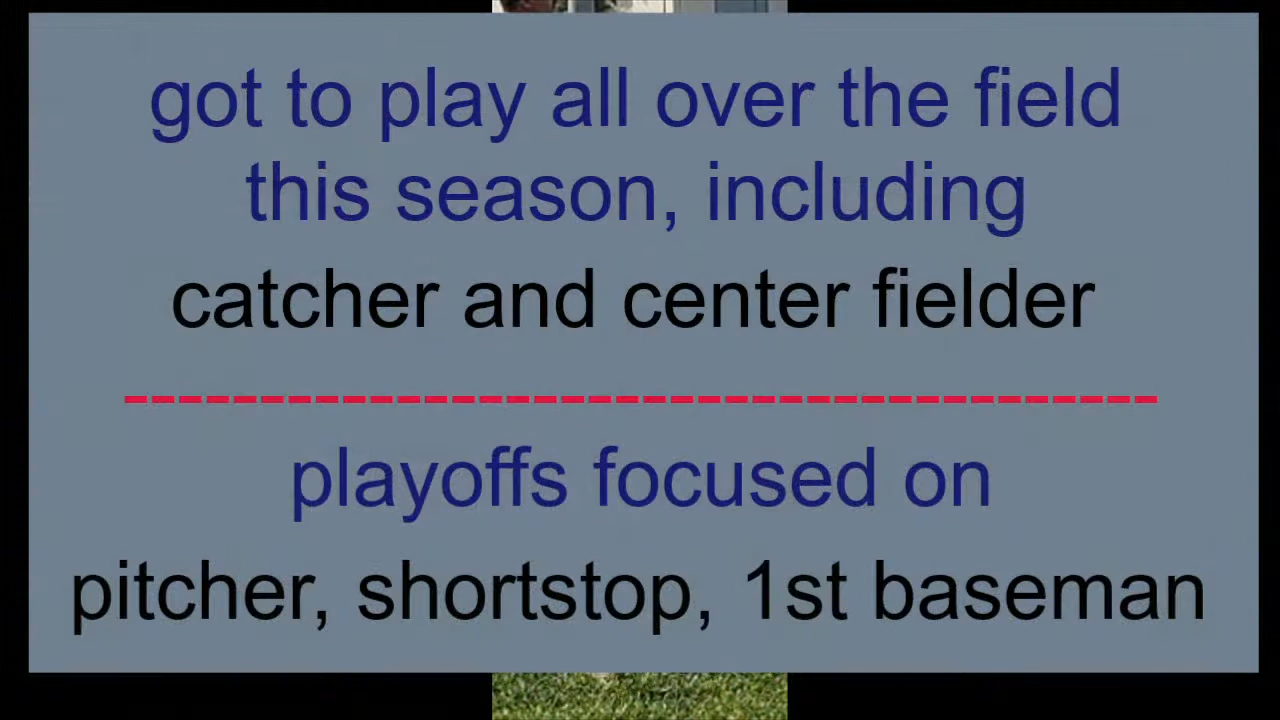 got to play all over the field
this season, including
catcher and center fielder
--------------------------------------
playoffs focused on
pitcher, shortstop, 1st baseman